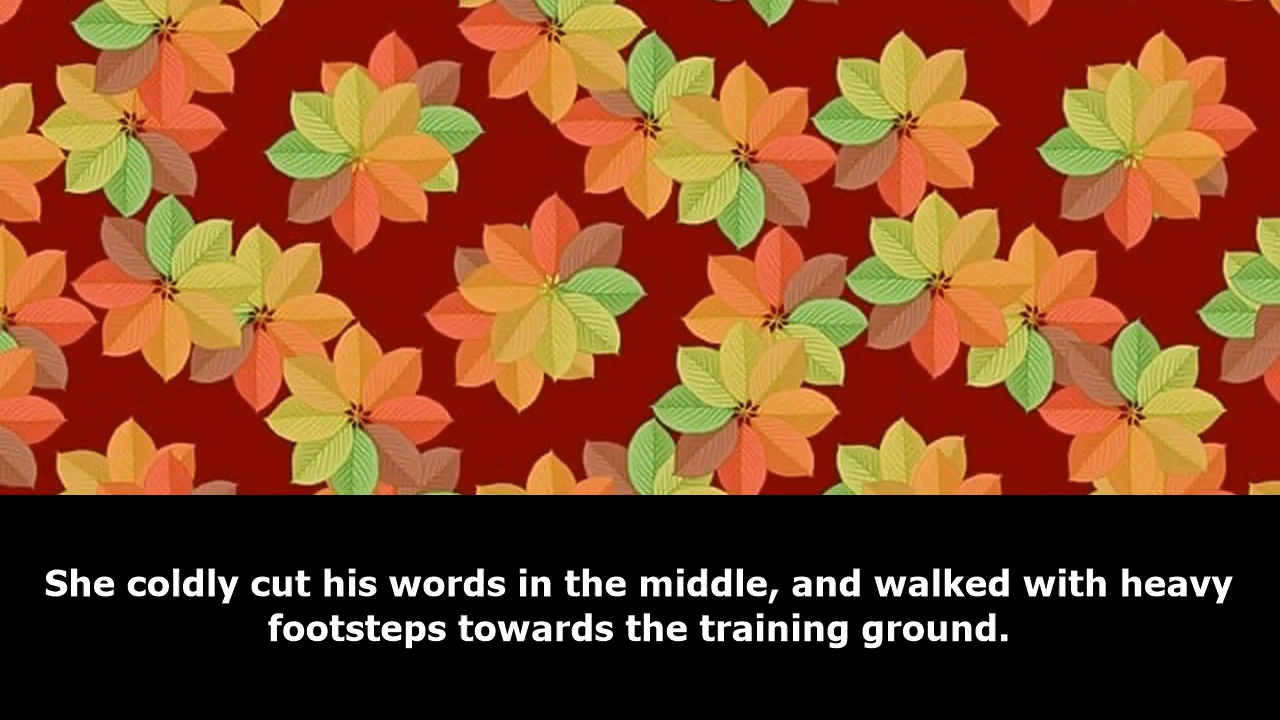 She coldly cut his words in the middle, and walked with heavy
footsteps towards the training ground.